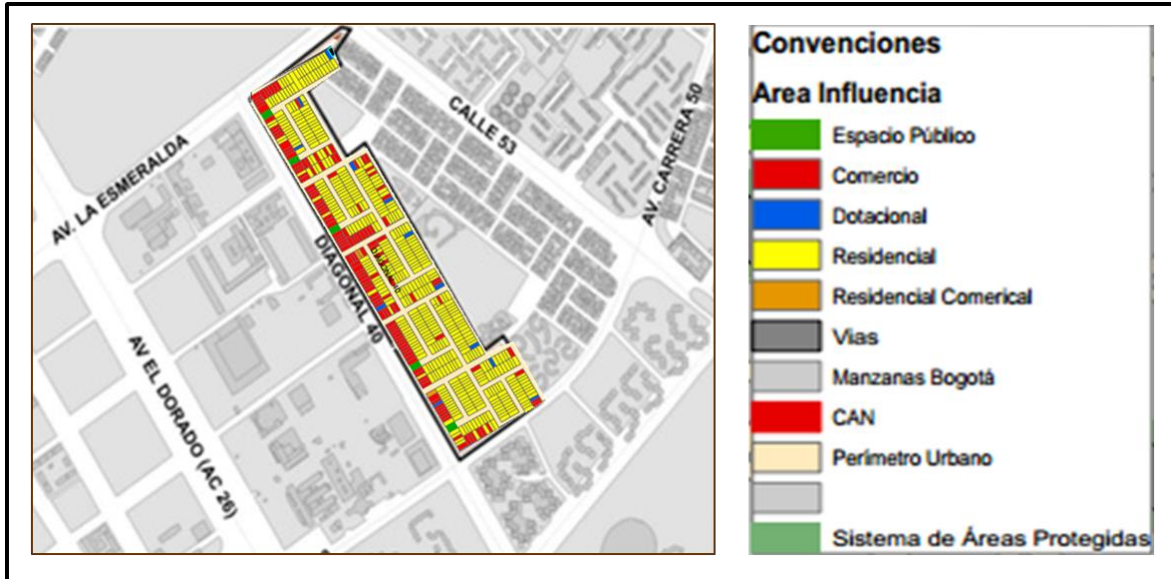 CALLE 53
AV. CARRERA 50
AV. LA ESMERALDA
DIAGONAL 40
AV EL DORADO (AC 26)
Convenciones
Area Influencia
Espacio Público
Comercio
Dotacional
Residencial
Residencial Comerical
Vias
Manzanas Bogotá
CAN
Perímetro Urbano
Sistema de Áreas Protegidas